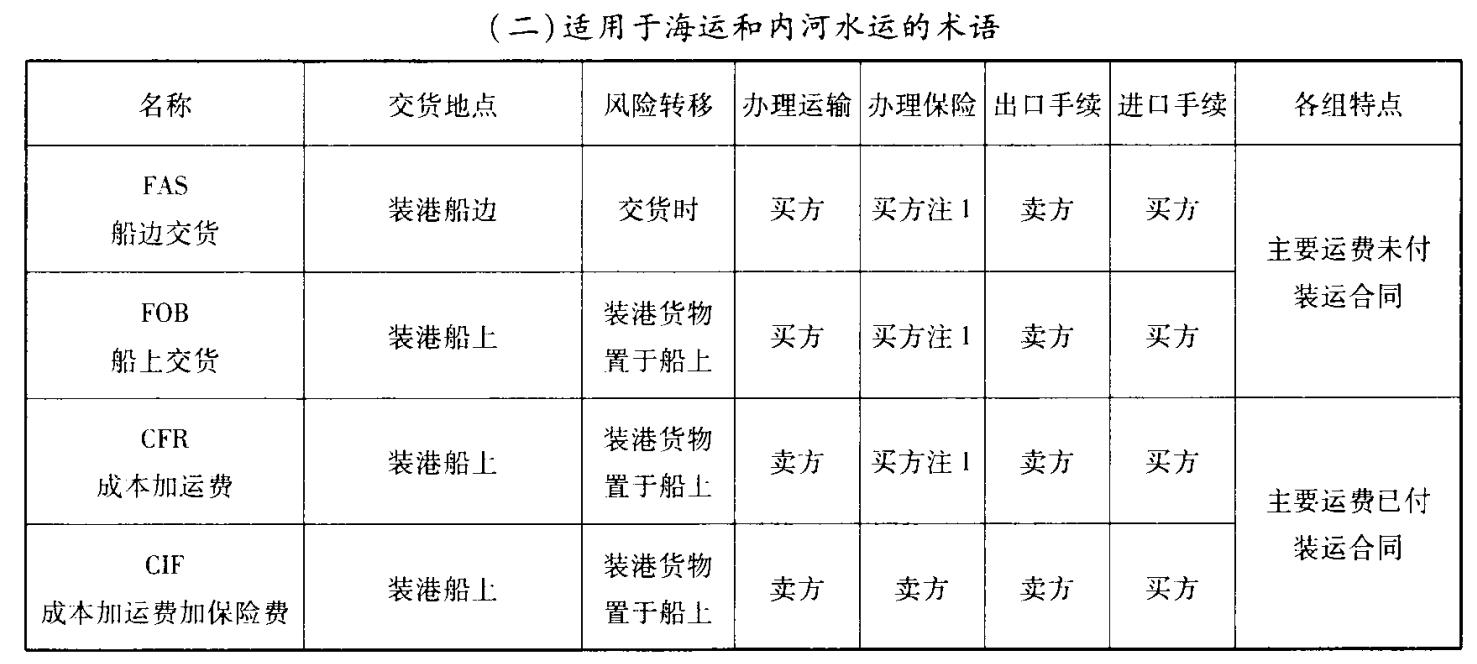 (二)适用于海运和内河水运的术语
名称 交货地点 风险转移 办理运输 办理保险 出口手续 进口手续 各组特点
FAS
船边交货
装港船边 交货时 买方 买方注1 卖方 买方
主要运费未付
装运合同
FOB
船上交货
装港船上
装港货物
置于船上
买方 买方注1 卖方 买方
CFR
成本加运费
装港船上
装港货物
置于船上
卖方 买方注1 卖方 买方
主要运费已付
装运合同
CIF
成本加运费加保险费
装港船上
装港货物
置于船上
卖方 卖方 卖方 买方